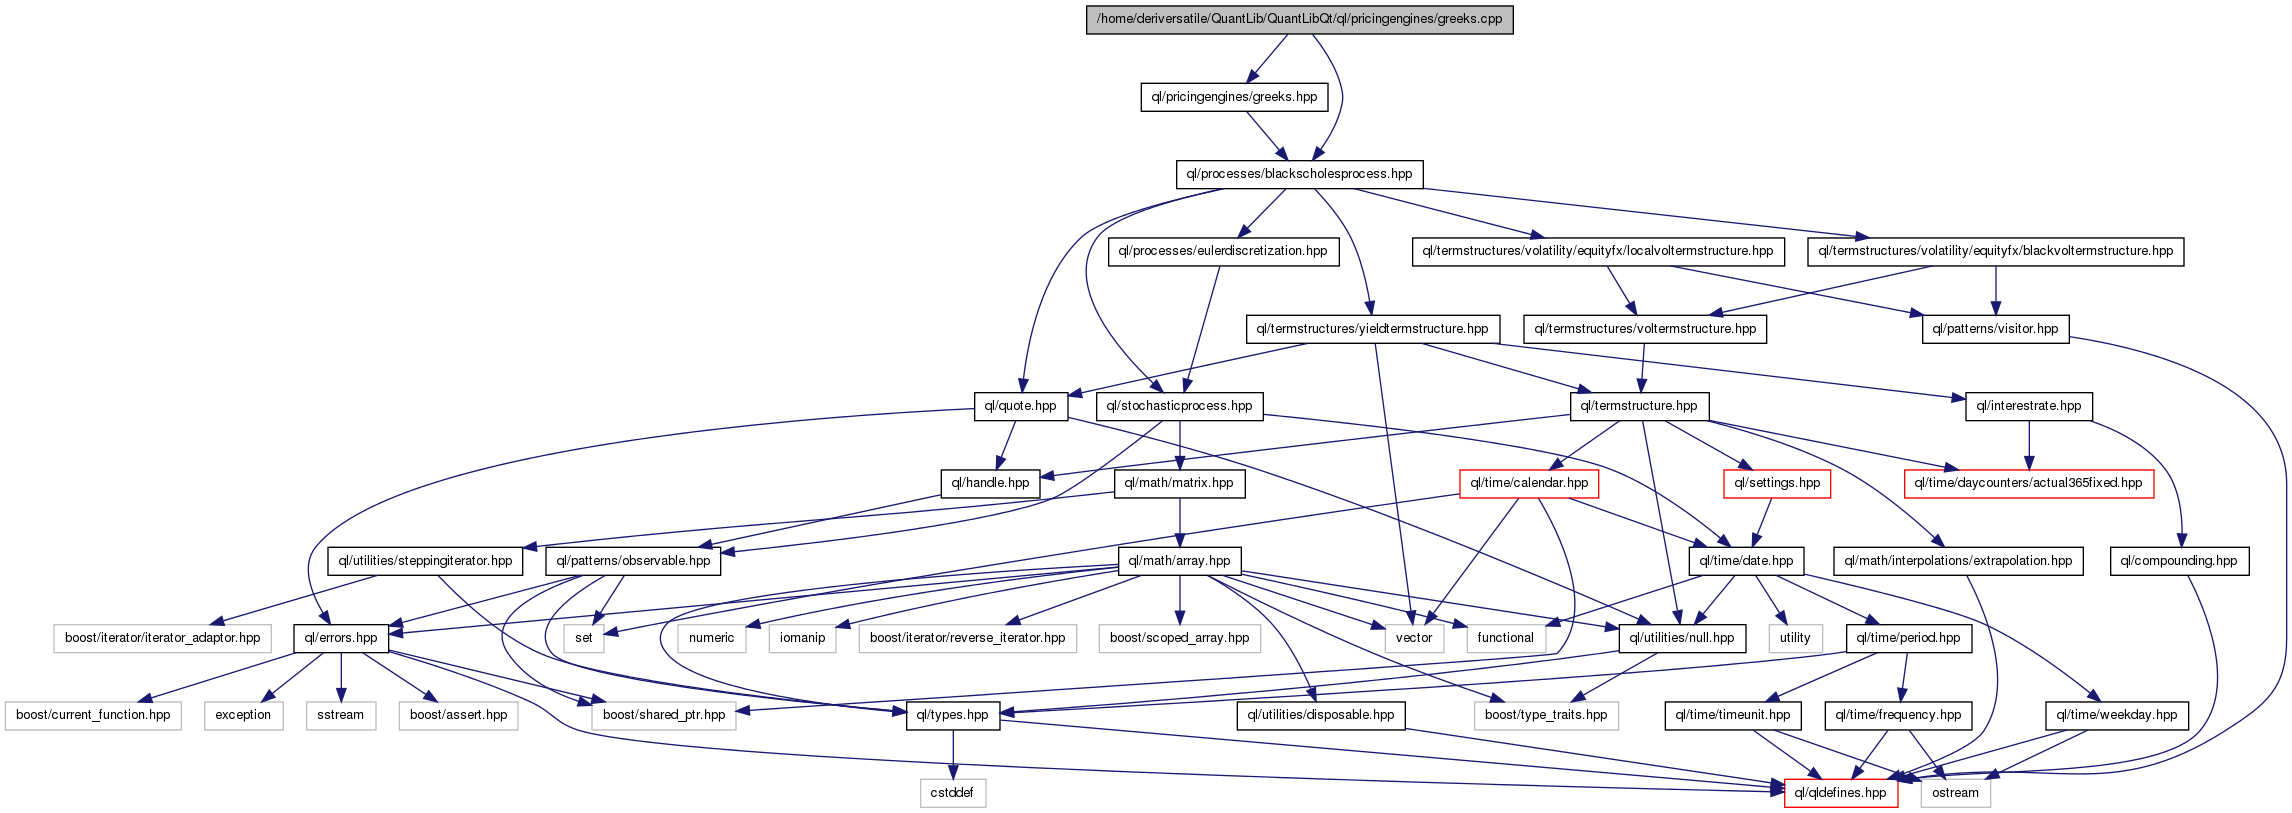 /home/deriversatile/QuantLib/QuantLibQt/ql/pricingengines/greeks.cpp
ql/pricingengines/greeks.hpp
ql/processes/blackscholesprocess.hpp
ql/processes/eulerdiscretization.hpp
ql/termstructures/volatility/equityfx/localvoltermstructure.hpp
ql/termstructures/volatility/equityfx/blackvoltermstructure.hpp
ql/termstructures/yieldtermstructure.hpp
ql/termstructures/voltermstructure.hpp
ql/patterns/visitor.hpp
ql/quote.hpp
ql/stochasticprocess.hpp
ql/termstructure.hpp
ql/interestrate.hpp
ql/handle.hpp
ql/math/matrix.hpp
ql/time/calendar.hpp
ql/settings.hpp
ql/time/daycounters/actual365fixed.hpp
ql/utilities/steppingiterator.hpp
ql/patterns/observable.hpp
ql/math/array.hpp
ql/time/date.hpp
ql/math/interpolations/extrapolation.hpp
ql/compounding.hpp
boost/iterator/iterator_adaptor.hpp
ql/errors.hpp
set
numeric
iomanip
boost/iterator/reverse_iterator.hpp
boost/scoped_array.hpp
vector
functional
ql/utilities/null.hpp
utility
ql/time/period.hpp
boost/current_function.hpp
exception
sstream
boost/assert.hpp
boost/shared_ptr.hpp
ql/types.hpp
ql/utilities/disposable.hpp
boost/type_traits.hpp
ql/time/timeunit.hpp
ql/time/frequency.hpp
ql/time/weekday.hpp
cstddef
ql/qldefines.hpp
ostream